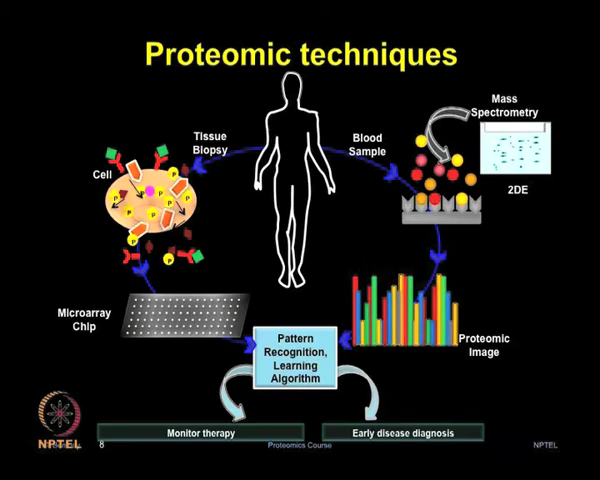 Proteomic techniques
Mass
Spectrometry
Tissue
Biopsy
Blood
Sample
Cell
P
P
P
P
P
P
P
P
P
P
2DE
Microarray
Chip
Pattern
Recognition,
Learning
Algorithm
Proteomic
Image
Monitor therapy
Early disease diagnosis
NPTEL
8
Proteomics Course
NPTEL